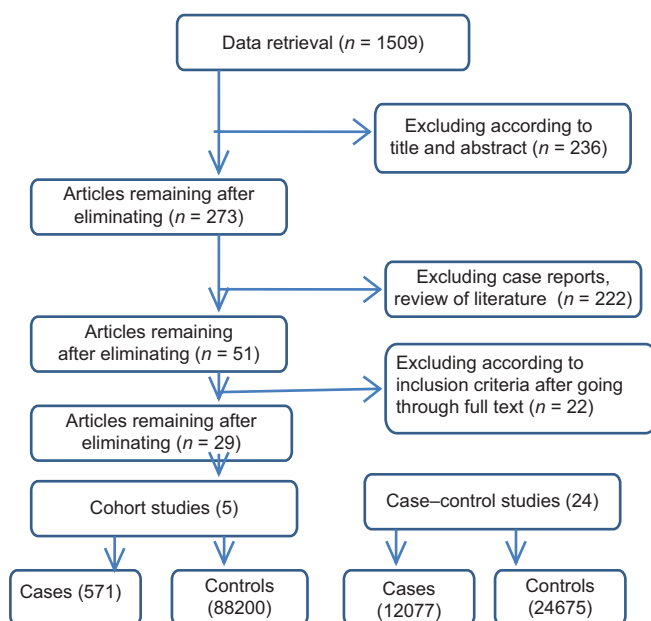 Data retrieval (n = 1509)
Excluding according to
title and abstract (n = 236)
Articles remaining after
eliminating (n = 273)
Excluding case reports,
review of literature (n = 222)
Articles remaining
after eliminating (n = 51)
Excluding according to
inclusion criteria after going
through full text (n = 22)
Articles remaining after
eliminating (n = 29)
Cohort studies (5)
Case–control studies (24)
Cases (571)
Controls
(88200)
Cases
(12077)
Controls
(24675)